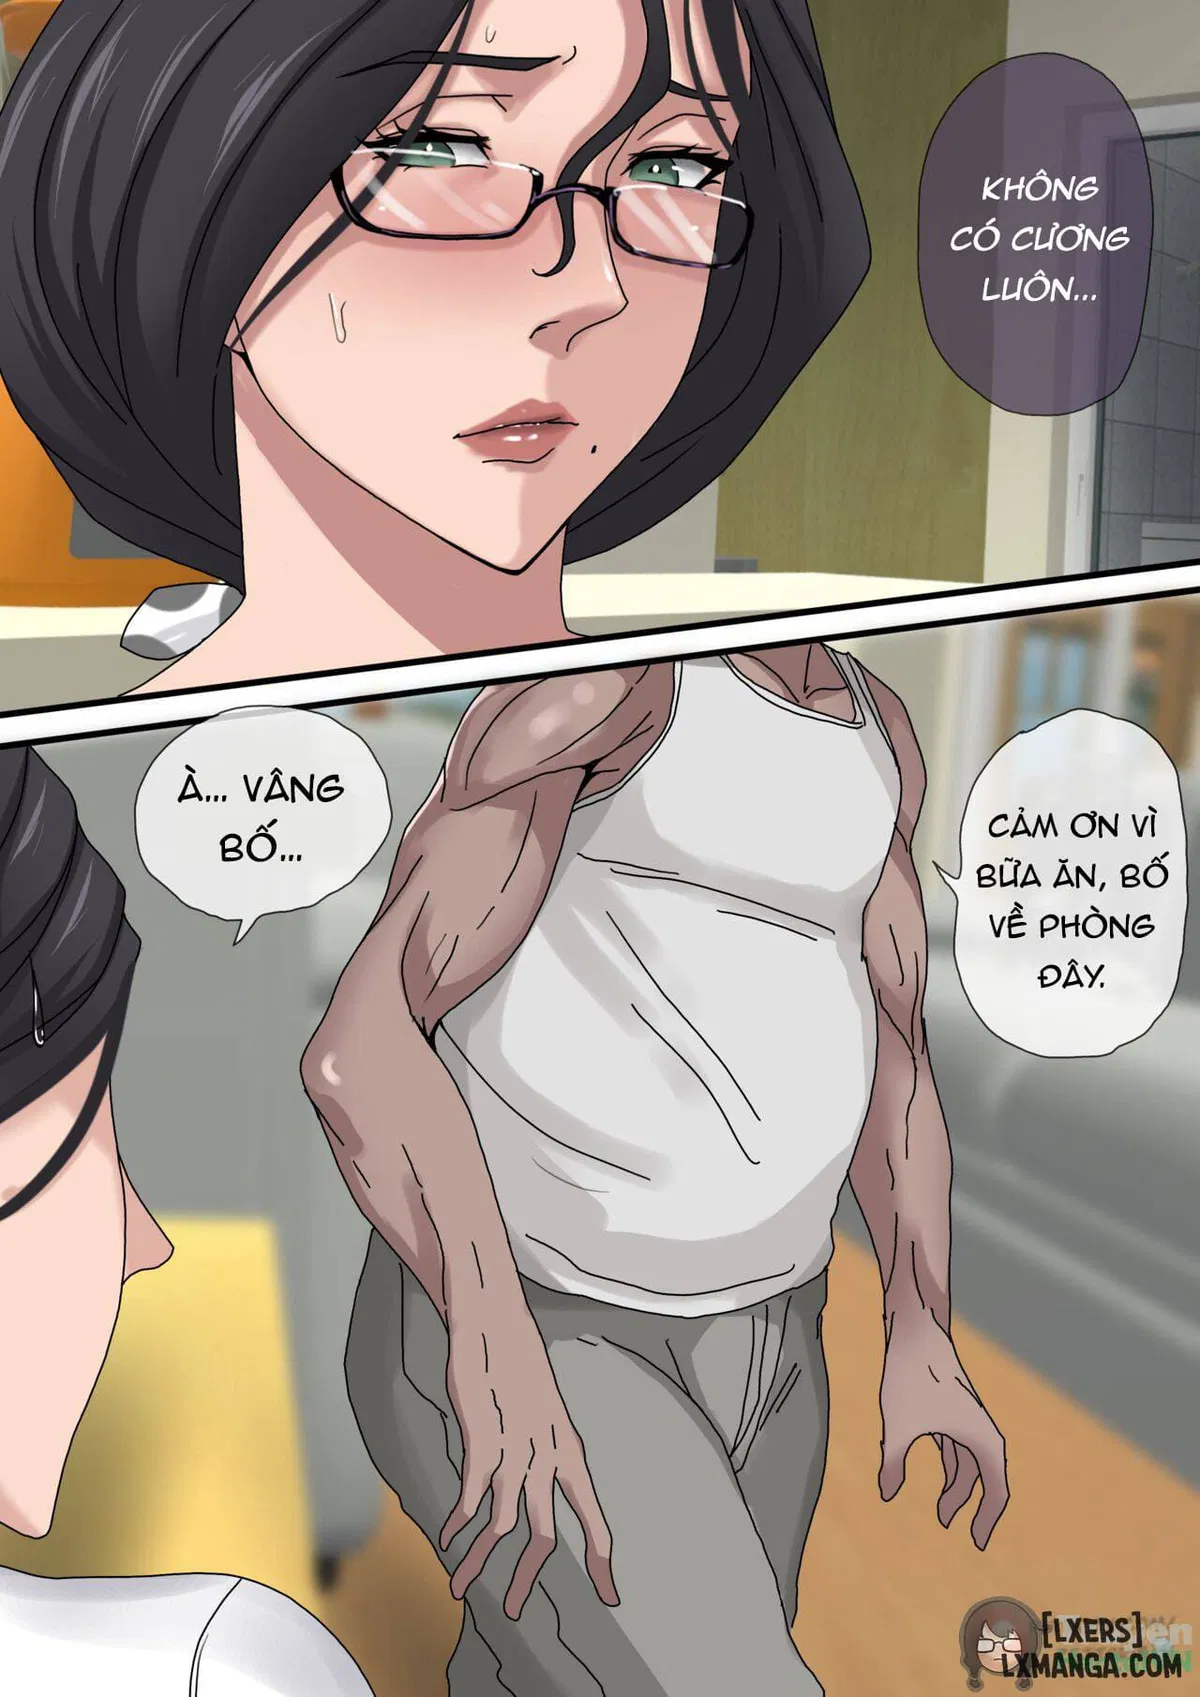 KHÔNG
CÓ CƯƠNG
LUÔN...
À... VÂNG
BỐ...
CẢM ƠN VÌ
BỮA ĂN, BỐ
VỀ PHÒNG
ĐÂY.
[LXERS]
LXMANGA.COM